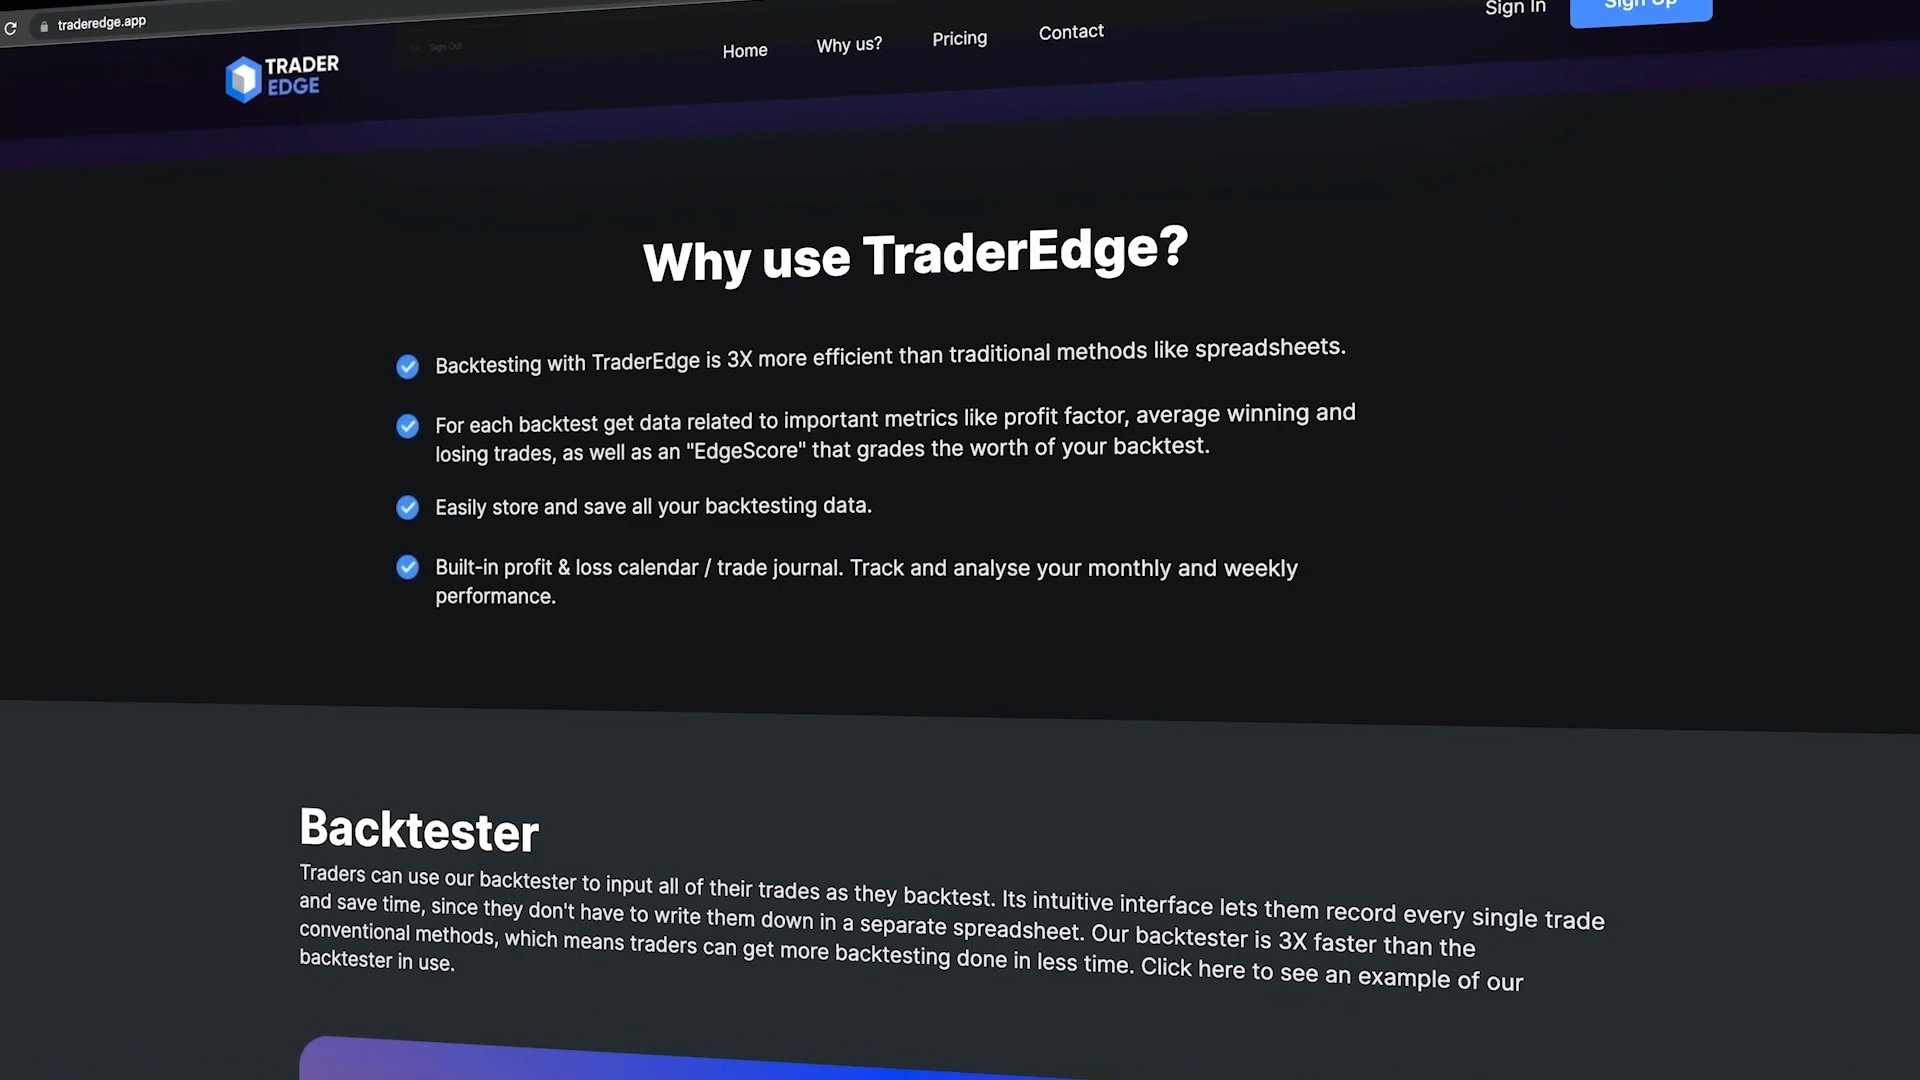 traderedge.app
Sign Out
Home
Why us?
Pricing
Contact
Sign In
Sign Up
TRADER
EDGE
Why use TraderEdge?
Backtesting with TraderEdge is 3X more efficient than traditional methods like spreadsheets.
For each backtest get data related to important metrics like profit factor, average winning and
losing trades, as well as an "EdgeScore" that grades the worth of your backtest.
Easily store and save all your backtesting data.
Built-in profit & loss calendar / trade journal. Track and analyse your monthly and weekly
performance.
Backtester
Traders can use our backtester to input all of their trades as they backtest. Its intuitive interface lets them record every single trade
and save time, since they don't have to write them down in a separate spreadsheet. Our backtester is 3X faster than the
conventional methods, which means traders can get more backtesting done in less time. Click here to see an example of our
backtester in use.